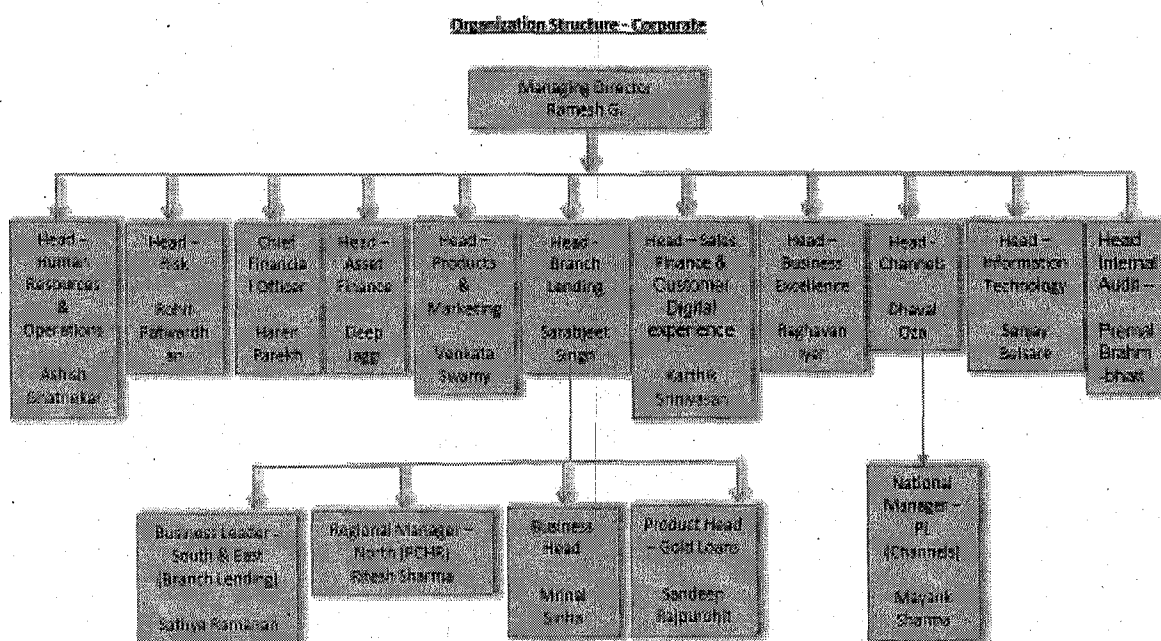 Organization Structure - Corporate
Managing Director
Ramesh G.
Head –
Human
Resources
&
Operations
Ashish
Head –
Risk
Rohit
Patwardh
an
Chief
Financia
l Officer
Haren
Parekh
Head –
Asset
Finance
Deep
Jaggi
Head –
Products
&
Marketing
Venkata
Swamy
Head -
Branch
Lending
Sarabjeet
Singh
Head – Sales
Finance &
Customer
Digital
experience
Karthik
Srinivasan
Head –
Business
Excellence
Raghavan
Iyer
Head -
Channels
Dhaval
Oza
Head –
Information
Technology
Sanjay
Head
Internal
Audit –
Premal
Brahm
-bhatt
Business Leader -
South & East
(Branch Lending)
Sathya Ramanan
Regional Manager –
North (PCHR)
Ritesh Sharma
Business
Head
Mrinal
Sinha
Product Head
– Gold Loans
Sandeep
Rajpurohit
National
Manager –
PL
(Channels)
Mayank
Sharma